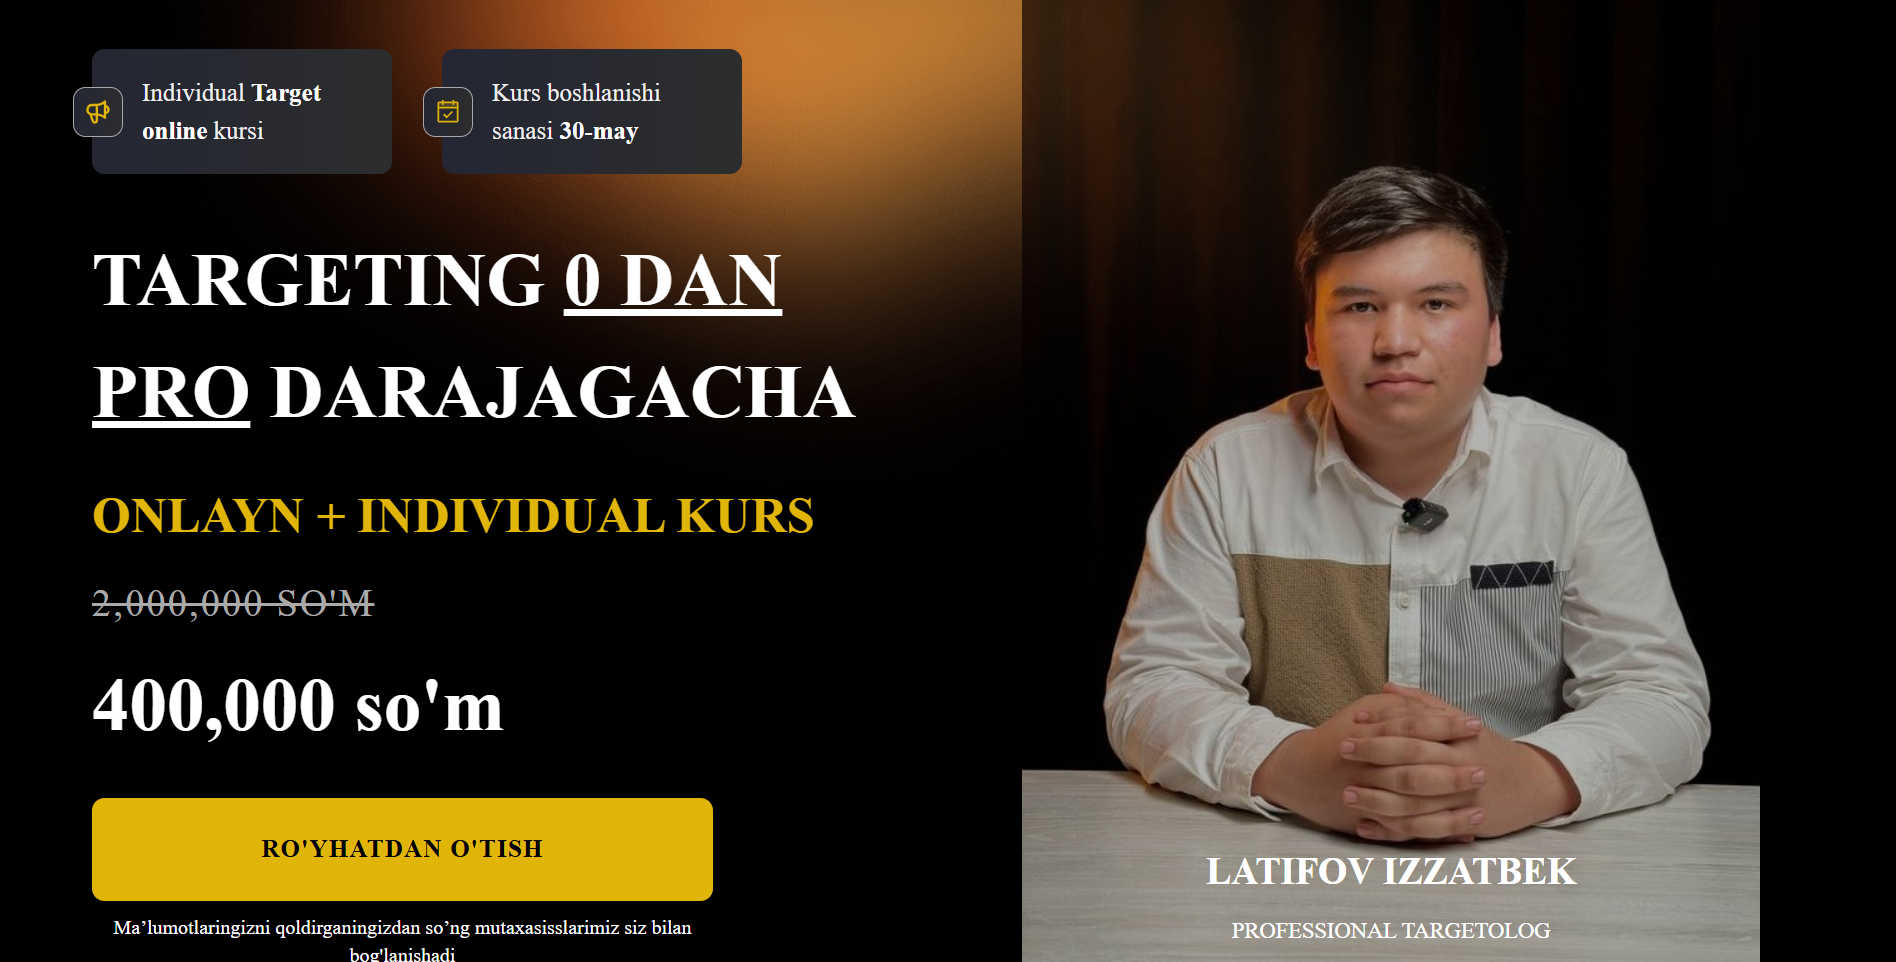 Individual Target
online kursi
Kurs boshlanishi
sanasi 30-may
TARGETING 0 DAN
PRO DARAJAGACHA
ONLAYN + INDIVIDUAL KURS
2,000,000 SO'M
400,000 so'm
RO'YHATDAN O'TISH
Ma’lumotlaringizni qoldirganingizdan so’ng mutaxasisslarimiz siz bilan
bog'lanishadi
LATIFOV IZZATBEK
PROFESSIONAL TARGETOLOG